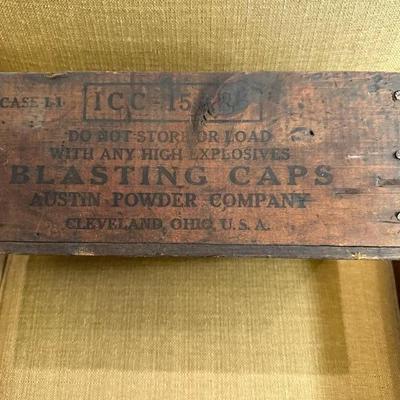 CASE 1-1
ICC-15
DO NOT STORE OR LOAD
WITH ANY HIGH EXPLOSIVES
BLASTING CAPS
AUSTIN POWDER COMPANY
CLEVELAND, OHIO, U.S.A.